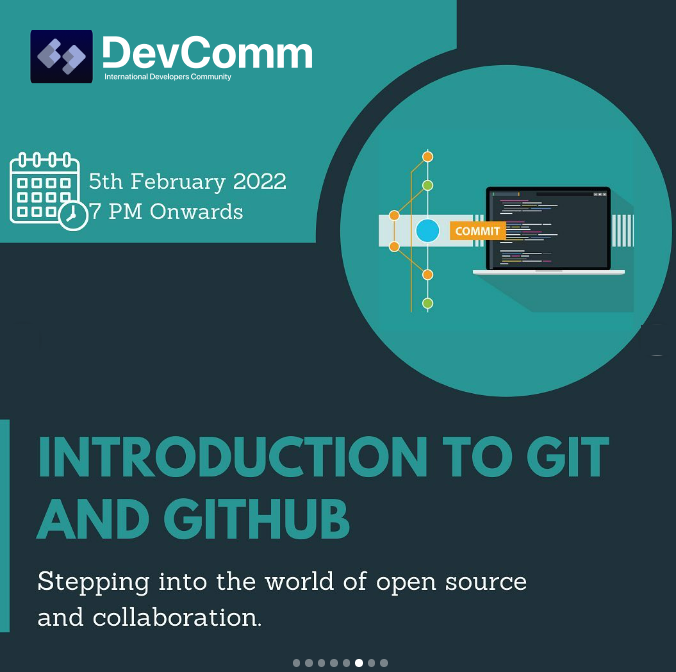 DevComm
International Developers Community
5th February 2022
7 PM Onwards
COMMIT
INTRODUCTION TO GIT
AND GITHUB
Stepping into the world of open source
and collaboration.